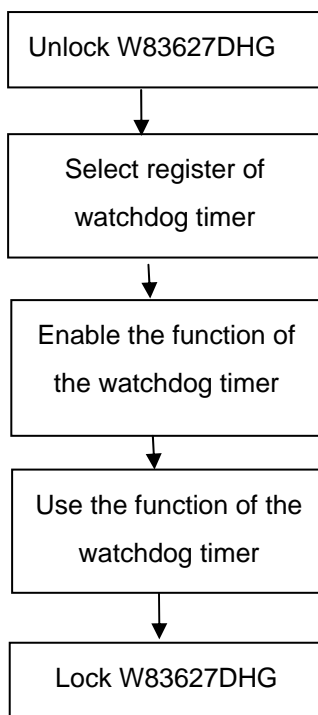 Unlock W83627DHG
Select register of
watchdog timer
Enable the function of
the watchdog timer
Use the function of the
watchdog timer
Lock W83627DHG